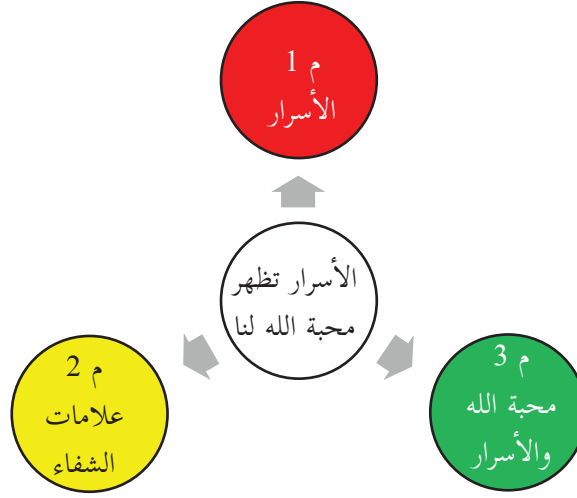 م 1
الأسرار
الأسرار تظهر
محبة الله لنا
م 2
علامات
الشفاء
م 3
محبة الله
والأسرار